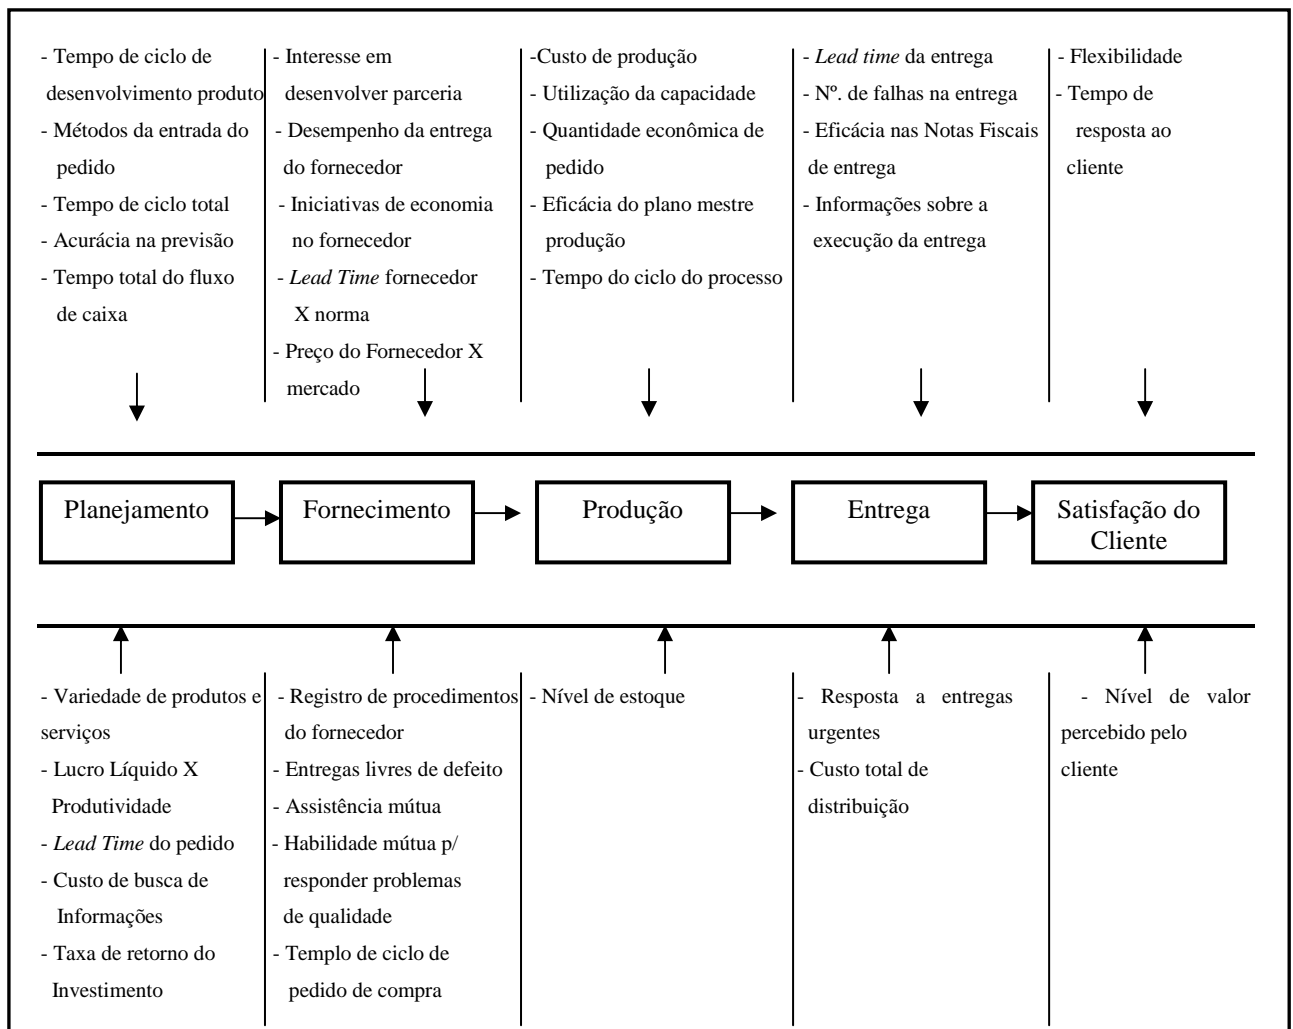 - Tempo de ciclo de
desenvolvimento produto
- Métodos da entrada do
pedido
- Tempo de ciclo total
- Acurácia na previsão
- Tempo total do fluxo
de caixa
- Interesse em
desenvolver parceria
- Desempenho da entrega
do fornecedor
- Iniciativas de economia
no fornecedor
- Lead Time fornecedor
X norma
- Preço do Fornecedor X
mercado
-Custo de produção
- Utilização da capacidade
- Quantidade econômica de
pedido
- Eficácia do plano mestre
produção
- Tempo do ciclo do processo
- Lead time da entrega
- Nº. de falhas na entrega
- Eficácia nas Notas Fiscais
de entrega
- Informações sobre a
execução da entrega
- Flexibilidade
- Tempo de
resposta ao
cliente
Planejamento
Fornecimento
Produção
Entrega
Satisfação do
Cliente
- Variedade de produtos e
serviços
- Lucro Líquido X
Produtividade
- Lead Time do pedido
- Custo de busca de
Informações
- Taxa de retorno do
Investimento
- Registro de procedimentos
do fornecedor
- Entregas livres de defeito
- Assistência mútua
- Habilidade mútua p/
responder problemas
de qualidade
- Templo de ciclo de
pedido de compra
- Nível de estoque
- Resposta a entregas
urgentes
- Custo total de
distribuição
- Nível de valor
percebido pelo
cliente